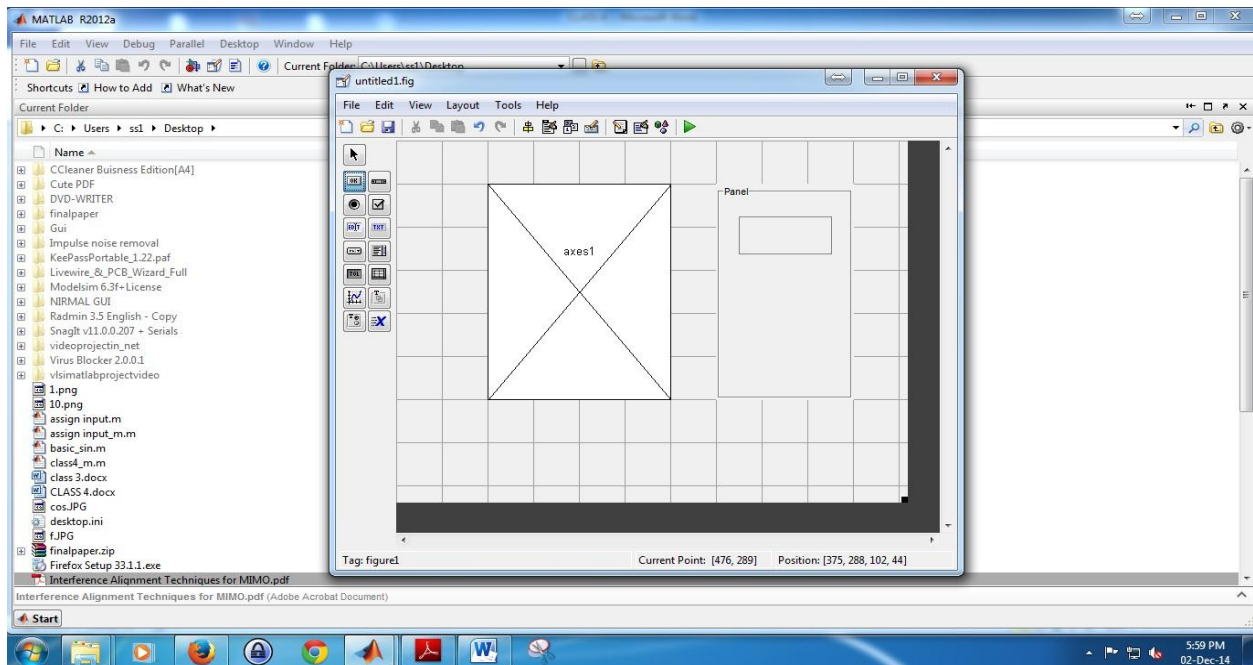 MATLAB R2012a
File Edit View Debug Parallel Desktop Window Help
Current Folder: C:\Users\ss1\Desktop
Shortcuts How to Add What's New
Current Folder
C: Users ss1 Desktop
Name
CCleaner Buisness Edition[A4]
Cute PDF
DVD-WRITER
finalpaper
Gui
Impulse noise removal
KeePassPortable_1.22.paf
Livewire_&_PCB_Wizard_Full
Modelsim 6.3f+License
NIRMAL GUI
Radmin 3.5 English - Copy
SnagIt v11.0.0.207 + Serials
videoprojectin_net
Virus Blocker 2.0.0.1
vlsimatlabprojectvideo
1.png
10.png
assign input.m
assign input_m.m
basic_sin.m
class4_m.m
class 3.docx
CLASS 4.docx
cos.JPG
desktop.ini
f.JPG
finalpaper.zip
Firefox Setup 33.1.1.exe
Interference Alignment Techniques for MIMO.pdf
Interference Alignment Techniques for MIMO.pdf (Adobe Acrobat Document)
Start
untitled1.fig
File Edit View Layout Tools Help
OK
EDIT TXT
TGL
axes1
Panel
Tag: figure1 Current Point: [476, 289] Position: [375, 288, 102, 44]
5:59 PM
02-Dec-14